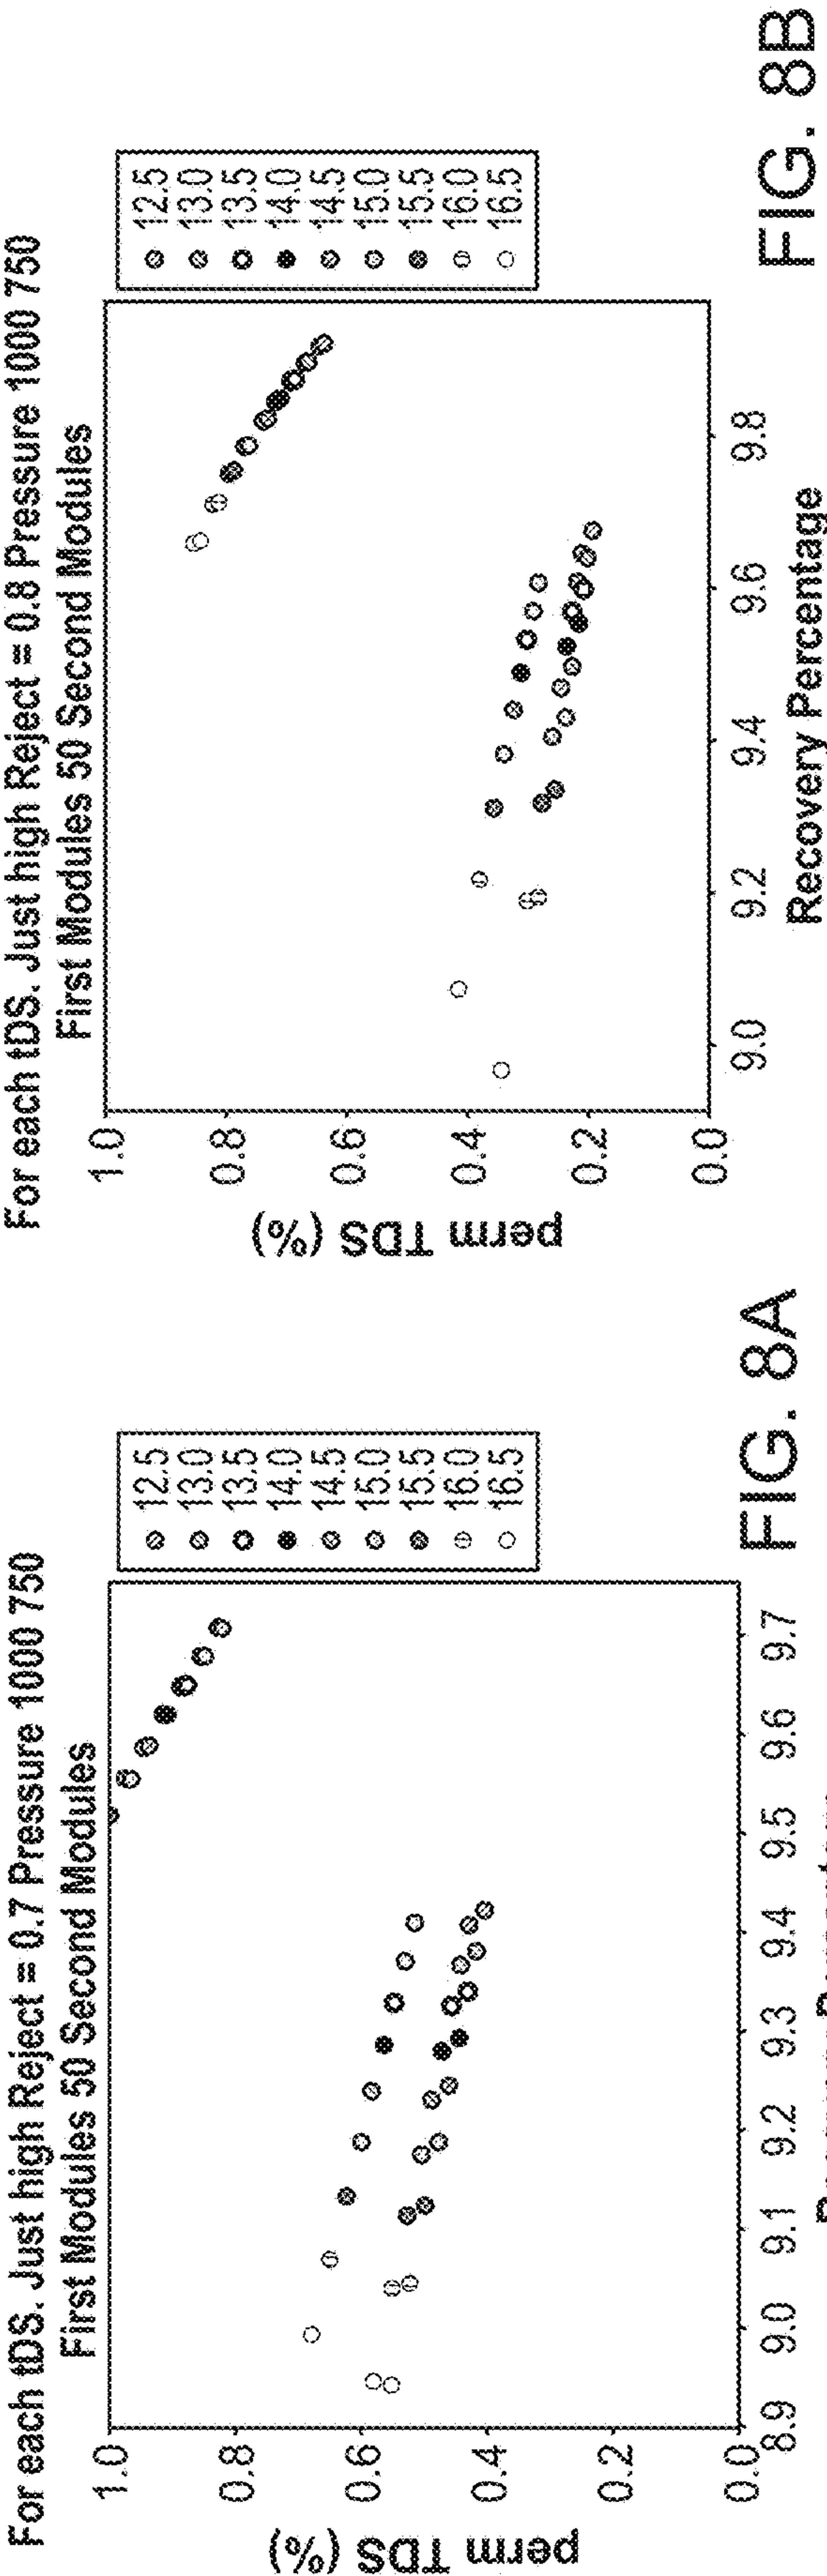 For each tDS. Just high Reject = 0.7 Pressure 1000 750
First Modules 50 Second Modules
perm TDS (%)
1.0
0.8
0.6
0.4
0.2
0.0
8.9 9.0 9.1 9.2 9.3 9.4 9.5 9.6 9.7
12.5
13.0
13.5
14.0
14.5
15.0
15.5
16.0
16.5
FIG. 8A
For each tDS. Just high Reject = 0.8 Pressure 1000 750
First Modules 50 Second Modules
perm TDS (%)
1.0
0.8
0.6
0.4
0.2
0.0
9.0 9.2 9.4 9.6 9.8
Recovery Percentage
12.5
13.0
13.5
14.0
14.5
15.0
15.5
16.0
16.5
FIG. 8B